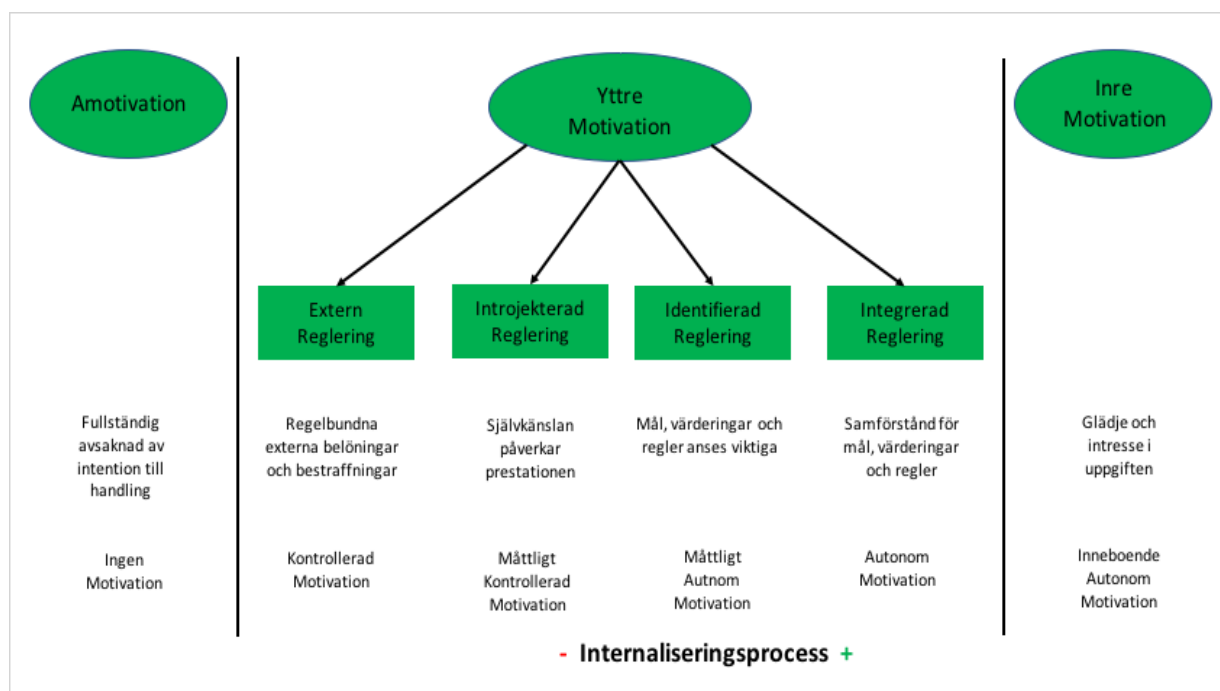 Amotivation
Yttre
Motivation
Inre
Motivation
Extern
Reglering
Introjekterad
Reglering
Identifierad
Reglering
Integrerad
Reglering
Fullständig
avsaknad av
intention till
handling
Regelbundna
externa belöningar
och bestraffningar
Självkänslan
påverkar
prestationen
Mål, värderingar och
regler anses viktiga
Samförstånd för
mål, värderingar
och regler
Glädje och
intresse i
uppgiften
Ingen
Motivation
Kontrollerad
Motivation
Måttligt
Kontrollerad
Motivation
Måttligt
Autnom
Motivation
Autonom
Motivation
Inneboende
Autonom
Motivation
- Internaliseringsprocess +